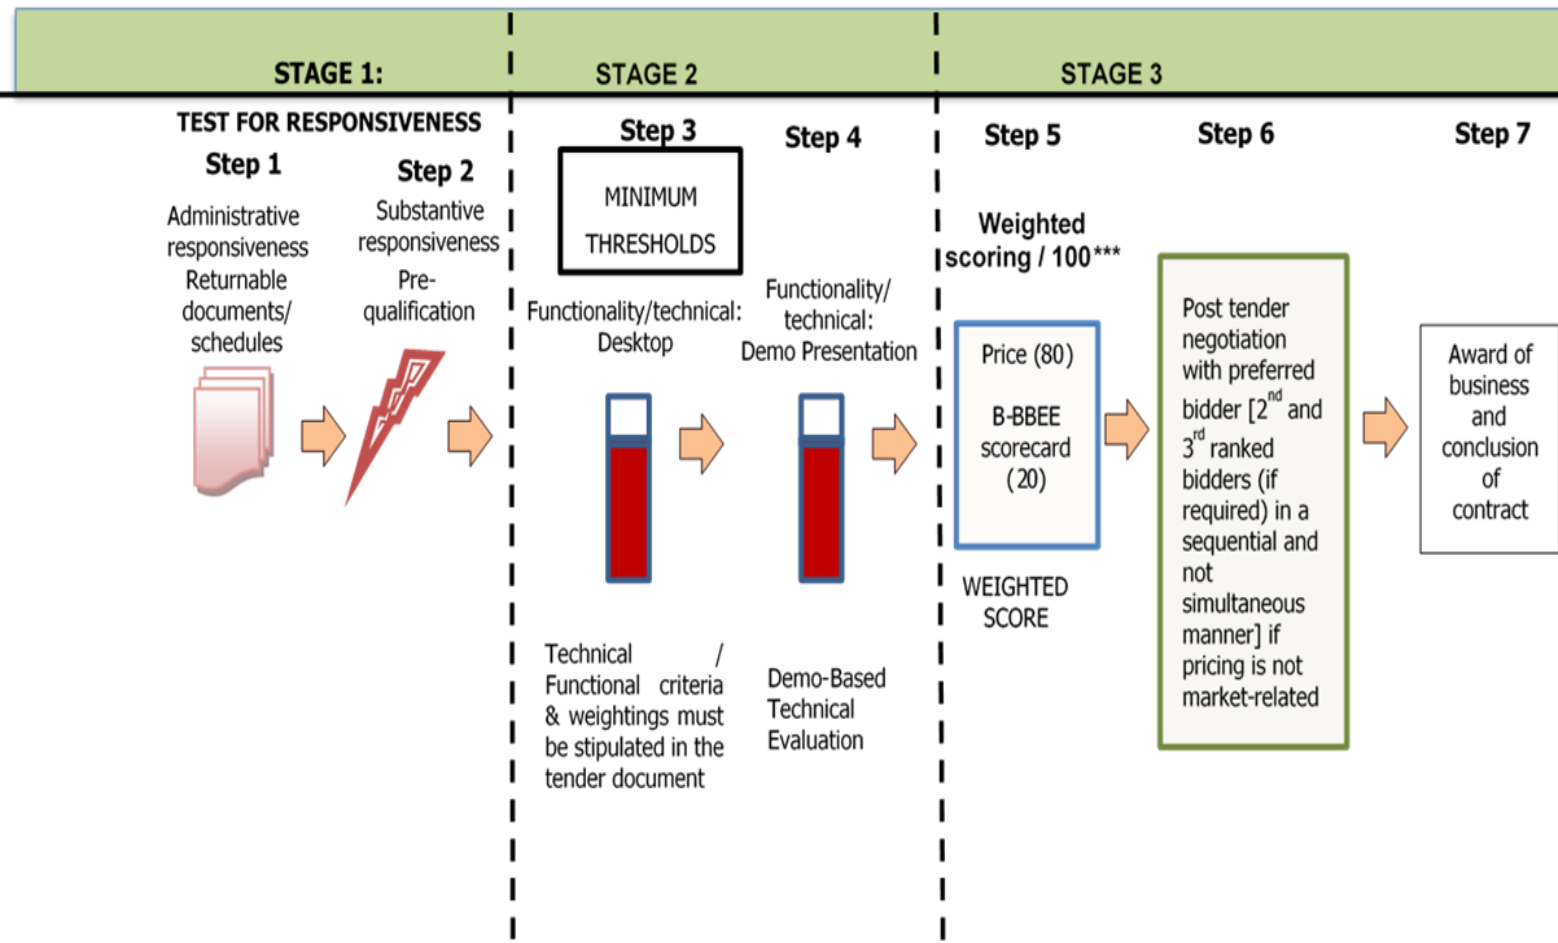 STAGE 1:
STAGE 2
STAGE 3
TEST FOR RESPONSIVENESS
Step 1
Administrative
responsiveness
Returnable
documents/
schedules
Step 2
Substantive
responsiveness
Pre-
qualification
Step 3
MINIMUM
THRESHOLDS
Functionality/technical:
Desktop
Technical /
Functional criteria
& weightings must
be stipulated in the
tender document
Step 4
Functionality/
technical:
Demo Presentation
Demo-Based
Technical
Evaluation
Step 5
Weighted
scoring / 100***
Price (80)
B-BBEE
scorecard
(20)
WEIGHTED
SCORE
Step 6
Post tender
negotiation
with preferred
bidder [2nd and
3rd ranked
bidders (if
required) in a
sequential and
not
simultaneous
manner] if
pricing is not
market-related
Step 7
Award of
business
and
conclusion
of
contract